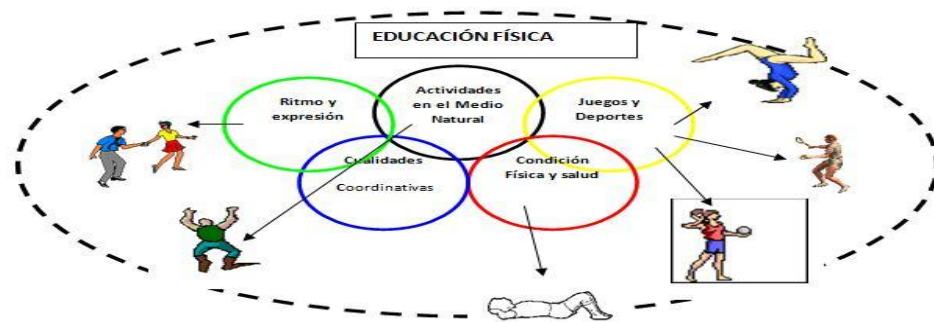 EDUCACIÓN FÍSICA
Ritmo y
expresión
Actividades
en el Medio
Natural
Juegos y
Deportes
Cualidades
Coordinativas
Condición
Física y salud